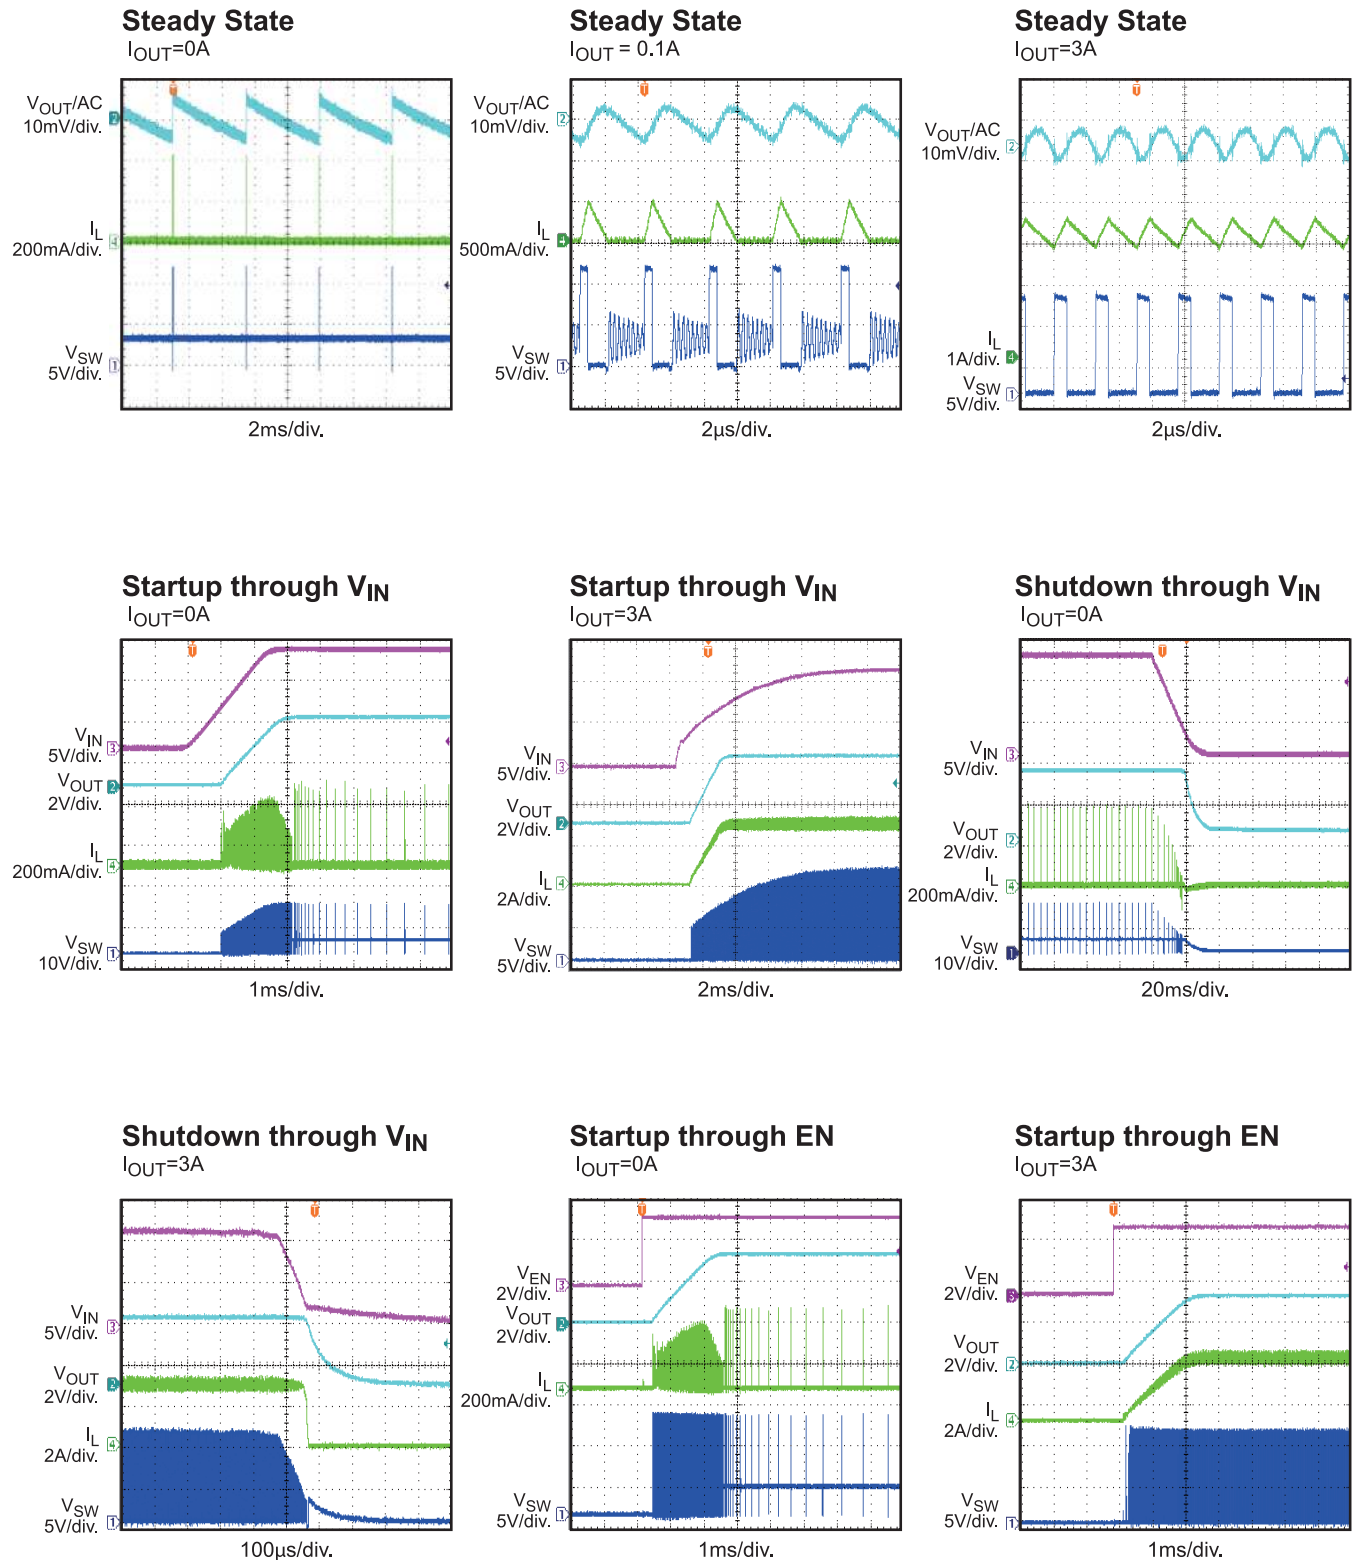 Steady State
IOUT=0A
VOUT/AC
10mV/div.
IL
200mA/div.
VSW
5V/div.
2ms/div.
Steady State
IOUT = 0.1A
VOUT/AC
10mV/div.
IL
500mA/div.
VSW
5V/div.
2µs/div.
Steady State
IOUT=3A
VOUT/AC
10mV/div.
IL
1A/div.
VSW
5V/div.
2µs/div.
Startup through VIN
IOUT=0A
VIN
5V/div.
VOUT
2V/div.
IL
200mA/div.
VSW
10V/div.
1ms/div.
Startup through VIN
IOUT=3A
VIN
5V/div.
VOUT
2V/div.
IL
2A/div.
VSW
5V/div.
2ms/div.
Shutdown through VIN
IOUT=0A
VIN
5V/div.
VOUT
2V/div.
IL
200mA/div.
VSW
10V/div.
20ms/div.
Shutdown through VIN
IOUT=3A
VIN
5V/div.
VOUT
2V/div.
IL
2A/div.
VSW
5V/div.
100µs/div.
Startup through EN
IOUT=0A
VEN
2V/div.
VOUT
2V/div.
IL
200mA/div.
VSW
5V/div.
1ms/div.
Startup through EN
IOUT=3A
VEN
2V/div.
VOUT
2V/div.
IL
2A/div.
VSW
5V/div.
1ms/div.